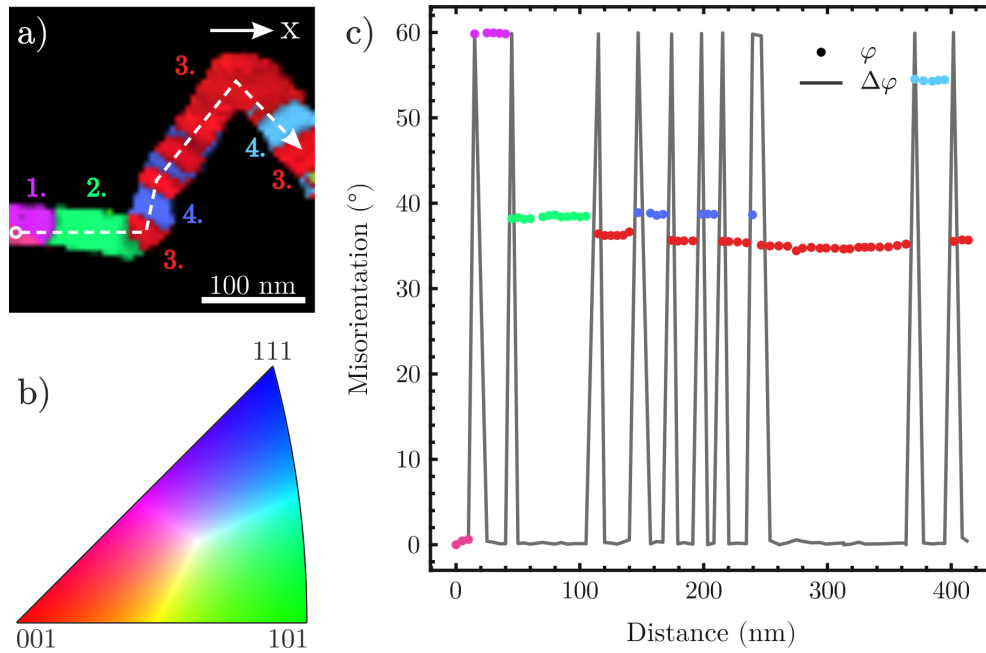 a)
X
3.
1.
2.
4.
4.
3.
3.
100 nm
b)
111
001
101
c)
Misorientation (°)
60
50
40
30
20
10
0
φ
Δφ
0
100
200
300
400
Distance (nm)